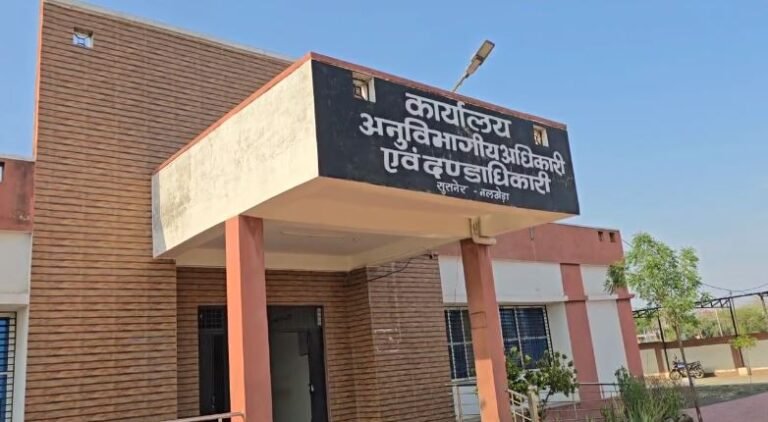 कार्यालय
अनुविभागीय अधिकारी
एवं दण्डाधिकारी
सुसनेर - नलखेड़ा